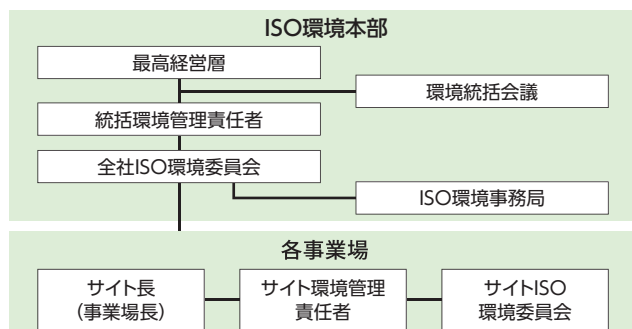 ISO環境本部
最高経営層
環境統括会議
統括環境管理責任者
全社ISO環境委員会
ISO環境事務局
各事業場
サイト長
（事業場長）
サイト環境管理
責任者
サイトISO
環境委員会